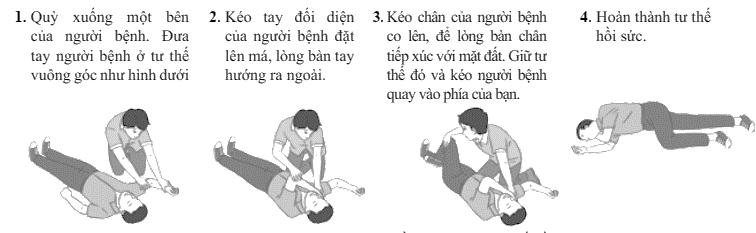 1. Quỳ xuống một bên
của người bệnh. Đưa
tay người bệnh ở tư thế
vuông góc như hình dưới
2. Kéo tay đối diện
của người bệnh đặt
lên má, lòng bàn tay
hướng ra ngoài.
3. Kéo chân của người bệnh
co lên, để lòng bàn chân
tiếp xúc với mặt đất. Giữ tư
thế đó và kéo người bệnh
quay vào phía của bạn.
4. Hoàn thành tư thế
hồi sức.